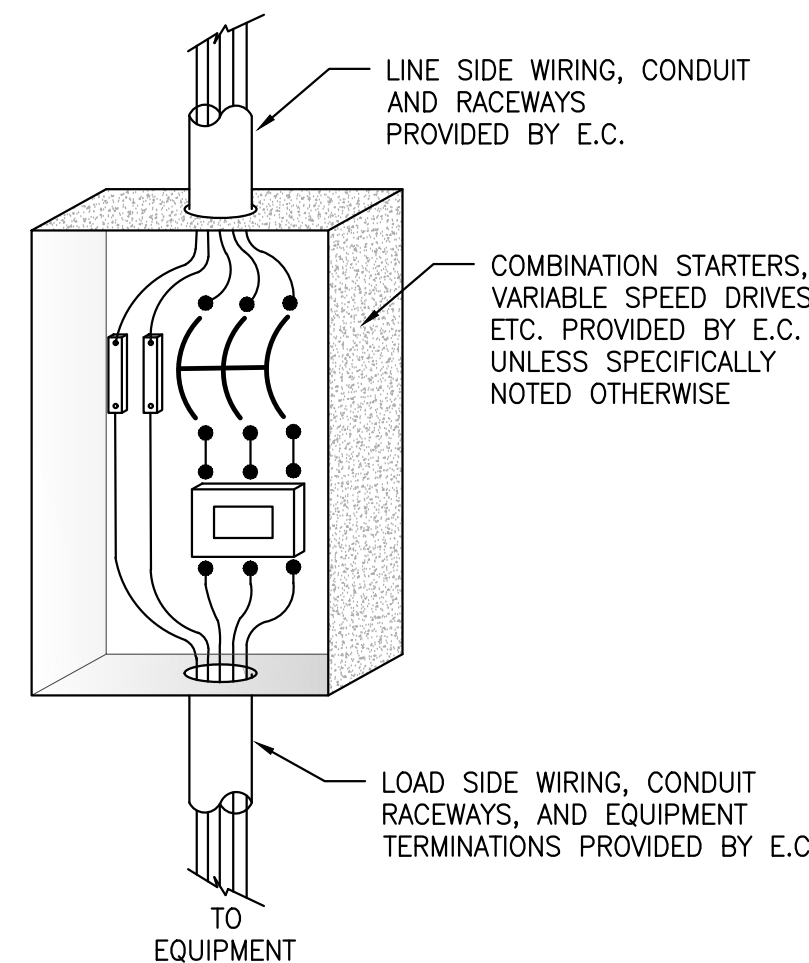 LINE SIDE WIRING, CONDUIT
AND RACEWAYS
PROVIDED BY E.C.
COMBINATION STARTERS,
VARIABLE SPEED DRIVES
ETC. PROVIDED BY E.C.
UNLESS SPECIFICALLY
NOTED OTHERWISE
LOAD SIDE WIRING, CONDUIT
RACEWAYS, AND EQUIPMENT
TERMINATIONS PROVIDED BY E.C
TO
EQUIPMENT